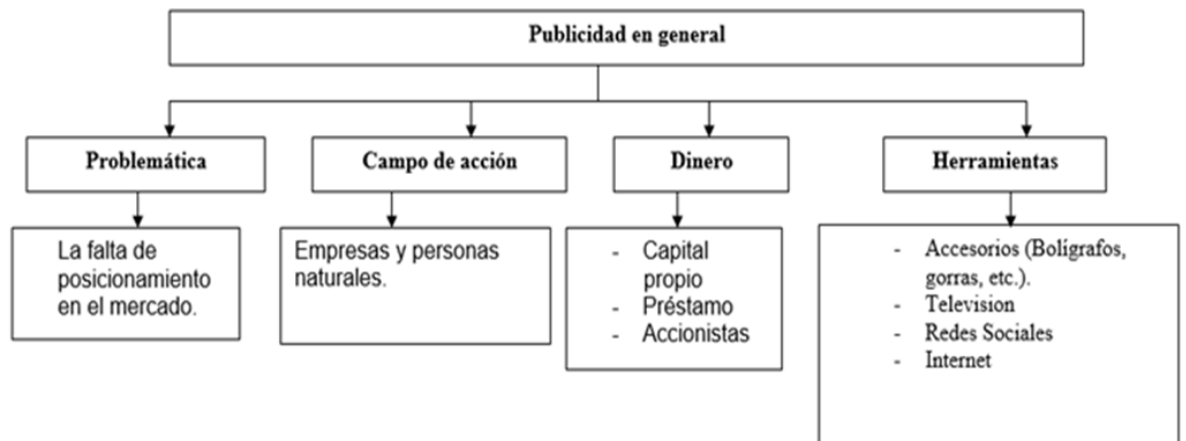 Publicidad en general
Problemática
Campo de acción
Dinero
Herramientas
La falta de
posicionamiento
en el mercado.
Empresas y personas
naturales.
- Capital
propio
- Préstamo
- Accionistas
- Accesorios (Bolígrafos,
gorras, etc.).
- Television
- Redes Sociales
- Internet